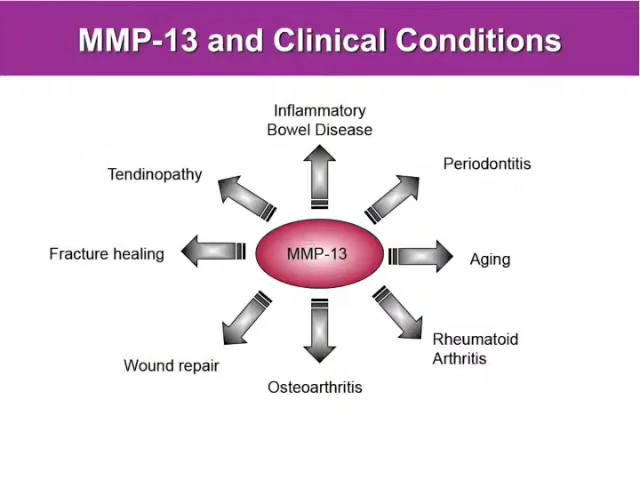 MMP-13 and Clinical Conditions
Inflammatory
Bowel Disease
Periodontitis
Tendinopathy
Fracture healing
MMP-13
Aging
Rheumatoid
Arthritis
Wound repair
Osteoarthritis